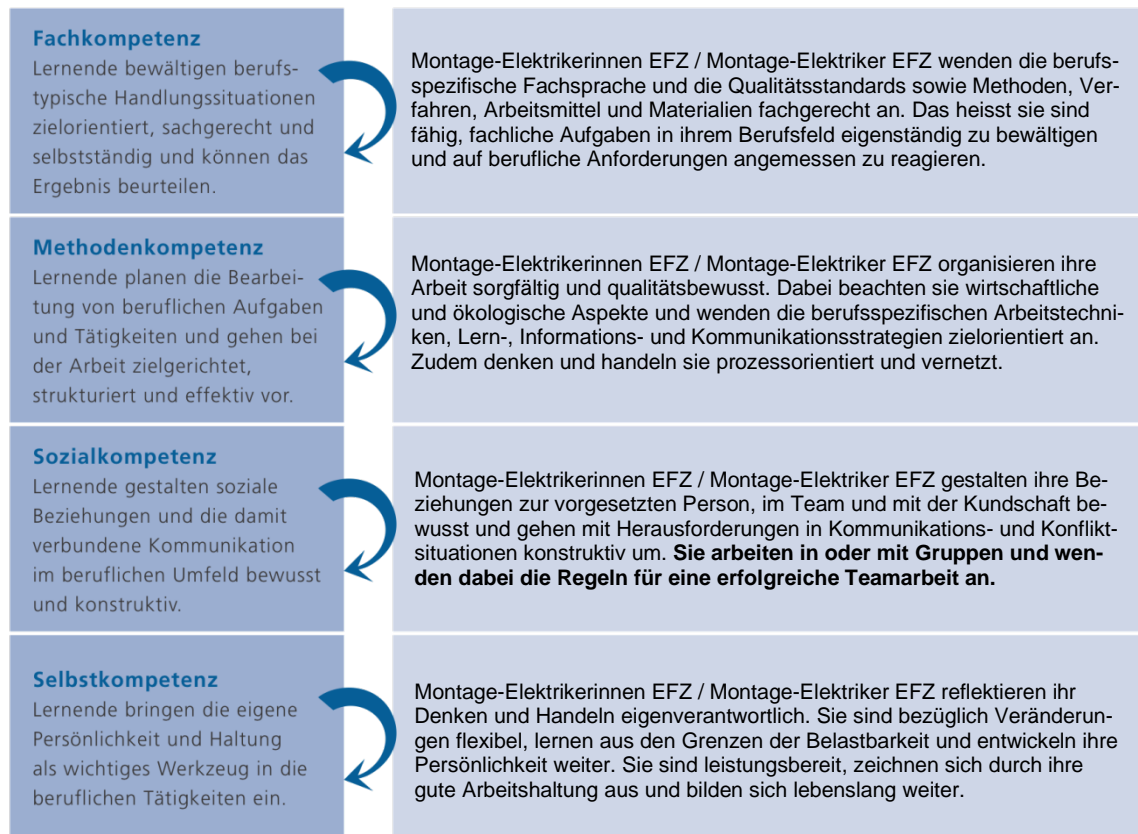 Fachkompetenz
Lernende bewältigen berufs-
typische Handlungssituationen
zielorientiert, sachgerecht und
selbstständig und können das
Ergebnis beurteilen.
Montage-Elektrikerinnen EFZ / Montage-Elektriker EFZ wenden die berufs-
spezifische Fachsprache und die Qualitätsstandards sowie Methoden, Ver-
fahren, Arbeitsmittel und Materialien fachgerecht an. Das heisst sie sind
fähig, fachliche Aufgaben in ihrem Berufsfeld eigenständig zu bewältigen
und auf berufliche Anforderungen angemessen zu reagieren.
Methodenkompetenz
Lernende planen die Bearbei-
tung von beruflichen Aufgaben
und Tätigkeiten und gehen bei
der Arbeit zielgerichtet,
strukturiert und effektiv vor.
Montage-Elektrikerinnen EFZ / Montage-Elektriker EFZ organisieren ihre
Arbeit sorgfältig und qualitätsbewusst. Dabei beachten sie wirtschaftliche
und ökologische Aspekte und wenden die berufsspezifischen Arbeitstechni-
ken, Lern-, Informations- und Kommunikationsstrategien zielorientiert an.
Zudem denken und handeln sie prozessorientiert und vernetzt.
Sozialkompetenz
Lernende gestalten soziale
Beziehungen und die damit
verbundene Kommunikation
im beruflichen Umfeld bewusst
und konstruktiv.
Montage-Elektrikerinnen EFZ / Montage-Elektriker EFZ gestalten ihre Be-
ziehungen zur vorgesetzten Person, im Team und mit der Kundschaft be-
wusst und gehen mit Herausforderungen in Kommunikations- und Konflikt-
situationen konstruktiv um. Sie arbeiten in oder mit Gruppen und wen-
den dabei die Regeln für eine erfolgreiche Teamarbeit an.
Selbstkompetenz
Lernende bringen die eigene
Persönlichkeit und Haltung
als wichtiges Werkzeug in die
beruflichen Tätigkeiten ein.
Montage-Elektrikerinnen EFZ / Montage-Elektriker EFZ reflektieren ihr
Denken und Handeln eigenverantwortlich. Sie sind bezüglich Veränderun-
gen flexibel, lernen aus den Grenzen der Belastbarkeit und entwickeln ihre
Persönlichkeit weiter. Sie sind leistungsbereit, zeichnen sich durch ihre
gute Arbeitshaltung aus und bilden sich lebenslang weiter.